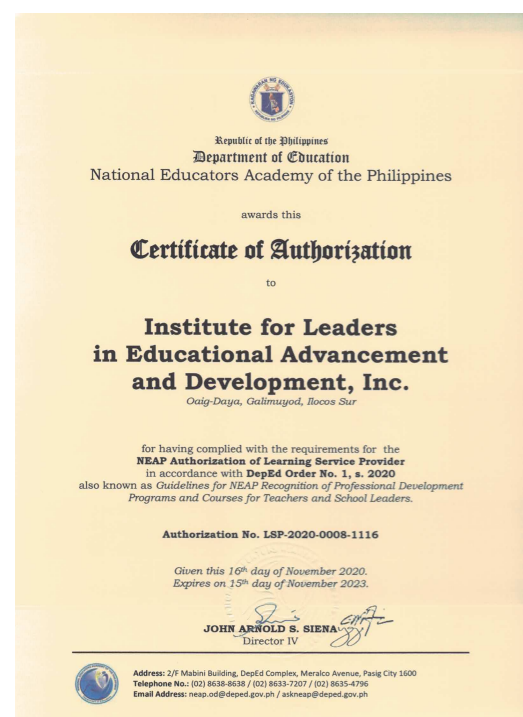 KAGAWARAN NG EDUKASYON
REPUBLIKA NG PILIPINAS
Republic of the Philippines
Department of Education
National Educators Academy of the Philippines
awards this
Certificate of Authorization
to
Institute for Leaders
in Educational Advancement
and Development, Inc.
Oaig-Daya, Galimuyod, Ilocos Sur
for having complied with the requirements for the
NEAP Authorization of Learning Service Provider
in accordance with DepEd Order No. 1, s. 2020
also known as Guidelines for NEAP Recognition of Professional Development
Programs and Courses for Teachers and School Leaders.
Authorization No. LSP-2020-0008-1116
Given this 16th day of November 2020.
Expires on 15th day of November 2023.
JOHN ARNOLD S. SIENA
Director IV
Address: 2/F Mabini Building, DepEd Complex, Meralco Avenue, Pasig City 1600
Telephone No.: (02) 8638-8638 / (02) 8633-7207 / (02) 8635-4796
Email Address: neap.od@deped.gov.ph / askneap@deped.gov.ph